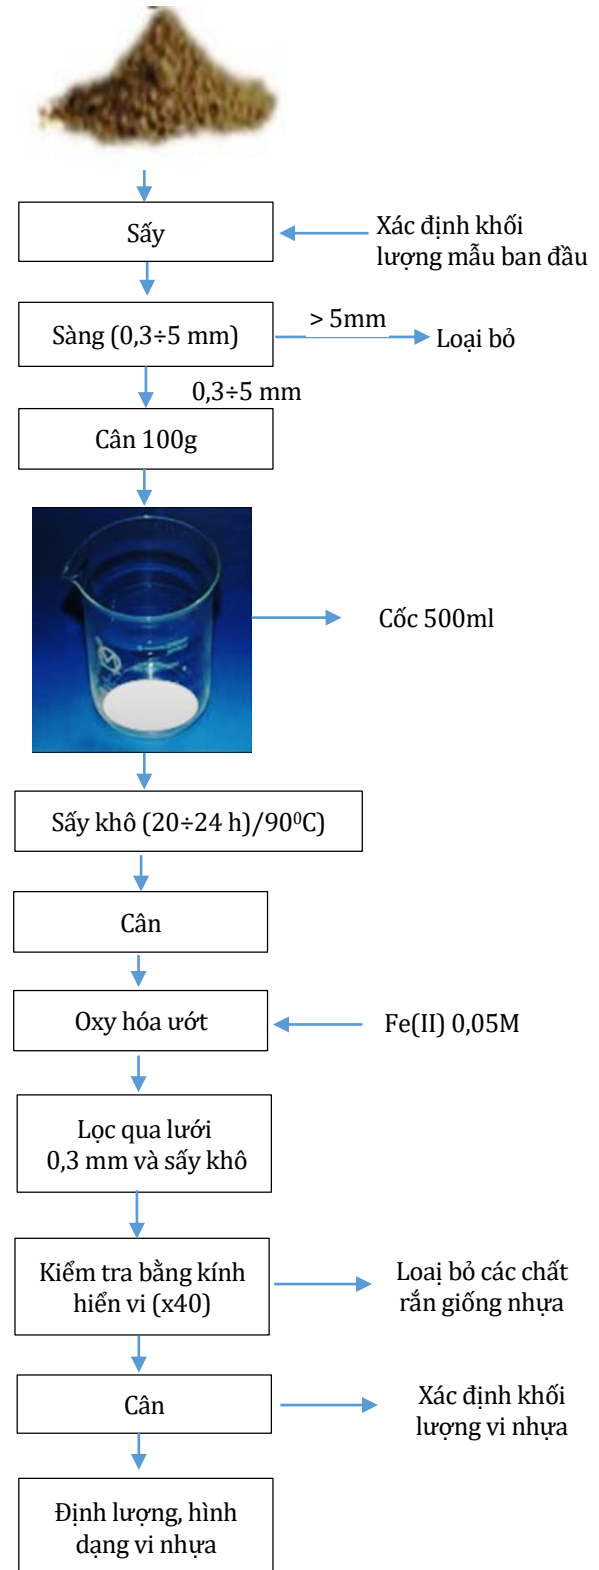 Sấy
Xác định khối
lượng mẫu ban đầu
Sàng (0,3÷5 mm)
> 5mm
Loại bỏ
0,3÷5 mm
Cân 100g
Cốc 500ml
Sấy khô (20÷24 h)/90⁰C)
Cân
Oxy hóa ướt
Fe(II) 0,05M
Lọc qua lưới
0,3 mm và sấy khô
Kiểm tra bằng kính
hiển vi (x40)
Loại bỏ các chất
rắn giống nhựa
Cân
Xác định khối
lượng vi nhựa
Định lượng, hình
dạng vi nhựa